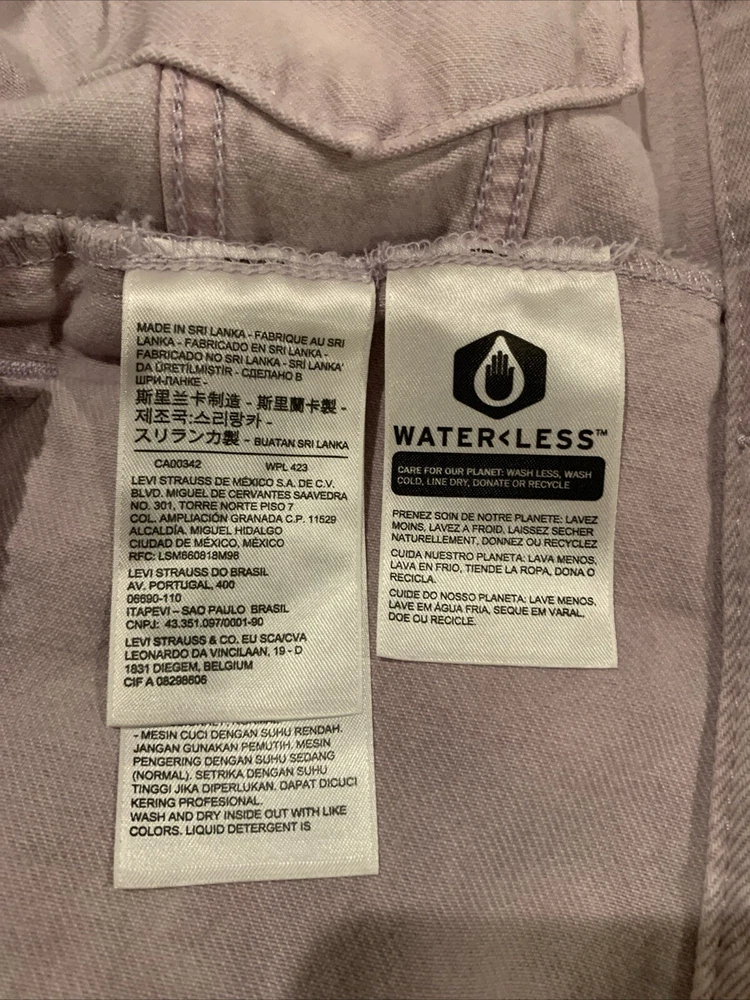 MADE IN SRI LANKA - FABRIQUE AU SRI
LANKA - FABRICADO EN SRI LANKA -
FABRICADO NO SRI LANKA - SRİ LANKA'
DA ÜRETİLMİŞTİR - СДЕЛАНО В
ШРИ-ЛАНКЕ -
斯里兰卡制造 - 斯里蘭卡製 -
제조국:스리랑카 -
スリランカ製 - BUATAN SRI LANKA
CA00342 WPL 423
LEVI STRAUSS DE MÉXICO S.A. DE C.V.
BLVD. MIGUEL DE CERVANTES SAAVEDRA
NO. 301, TORRE NORTE PISO 7
COL. AMPLIACIÓN GRANADA C.P. 11529
ALCALDÍA. MIGUEL HIDALGO
CIUDAD DE MÉXICO, MÉXICO
RFC: LSM660818M98
LEVI STRAUSS DO BRASIL
AV. PORTUGAL, 400
06690-110
ITAPEVI – SAO PAULO BRASIL
CNPJ: 43.351.097/0001-90
LEVI STRAUSS & CO. EU SCA/CVA
LEONARDO DA VINCILAAN, 19 - D
1831 DIEGEM, BELGIUM
CIF A 08298606
- MESIN CUCI DENGAN SUHU RENDAH.
JANGAN GUNAKAN PEMUTIH. MESIN
PENGERING DENGAN SUHU SEDANG
(NORMAL). SETRIKA DENGAN SUHU
TINGGI JIKA DIPERLUKAN. DAPAT DICUCI
KERING PROFESIONAL.
WASH AND DRY INSIDE OUT WITH LIKE
COLORS. LIQUID DETERGENT IS
WATER<LESS™
CARE FOR OUR PLANET: WASH LESS, WASH
COLD, LINE DRY, DONATE OR RECYCLE
PRENEZ SOIN DE NOTRE PLANETE: LAVEZ
MOINS, LAVEZ A FROID, LAISSEZ SECHER
NATURELLEMENT, DONNEZ OU RECYCLEZ
CUIDA NUESTRO PLANETA: LAVA MENOS,
LAVA EN FRIO, TIENDE LA ROPA, DONA O
RECICLA.
CUIDE DO NOSSO PLANETA: LAVE MENOS,
LAVE EM ÁGUA FRIA, SEQUE EM VARAL,
DOE OU RECICLE.